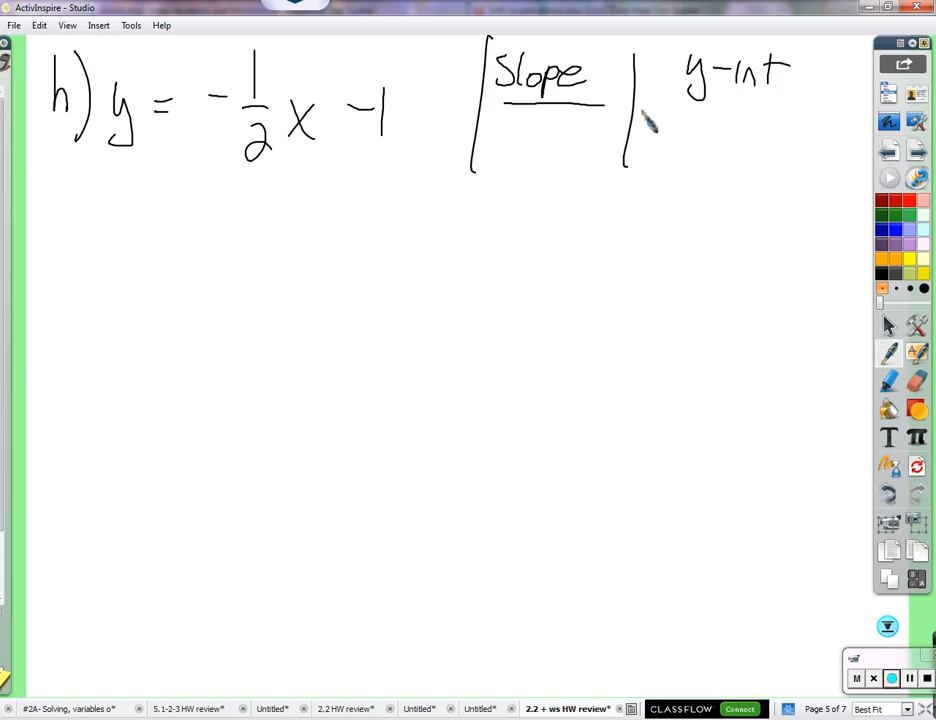 ActivInspire - Studio
File Edit View Insert Tools Help
h) y = -1/2 x -1 | Slope | y-int
T π
M
#2A- Solving, variables o* 5.1-2-3 HW review* Untitled* 2.2 HW review* Untitled* Untitled* 2.2 + ws HW review* CLASSFLOW Connect Page 5 of 7 Best Fit